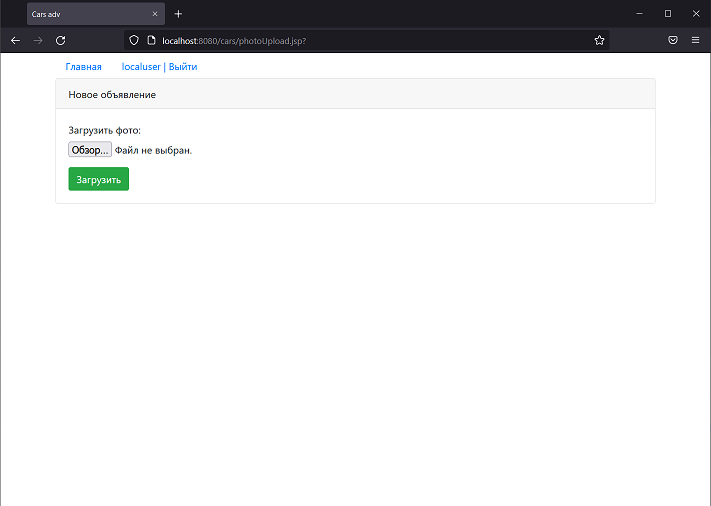 Cars adv
localhost:8080/cars/photoUpload.jsp?
Главная localuser | Выйти
Новое объявление
Загрузить фото:
Обзор... Файл не выбран.
Загрузить